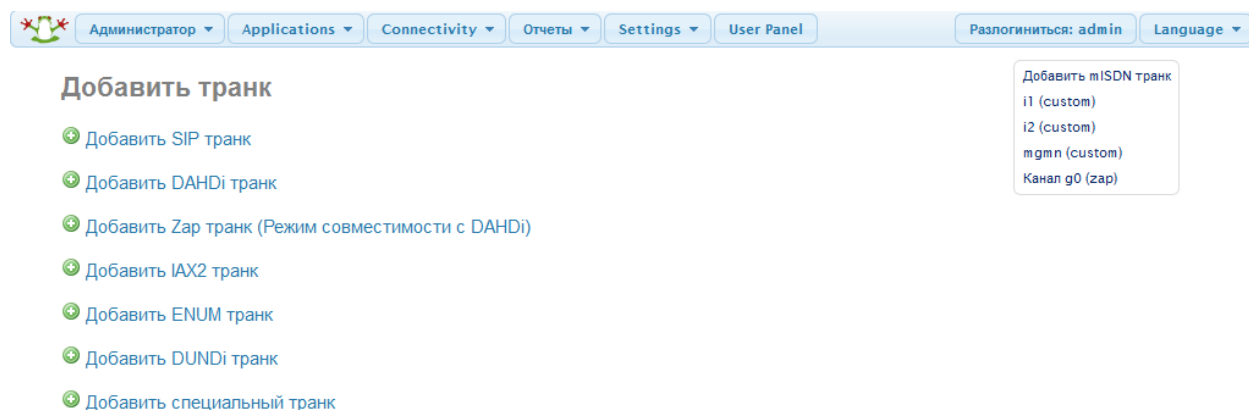 Администратор Applications Connectivity Отчеты Settings User Panel Разлогиниться: admin Language
Добавить транк
Добавить SIP транк
Добавить DAHDi транк
Добавить Zap транк (Режим совместимости с DAHDi)
Добавить IAX2 транк
Добавить ENUM транк
Добавить DUNDi транк
Добавить специальный транк
Добавить mISDN транк
i1 (custom)
i2 (custom)
mgmn (custom)
Канал g0 (zap)